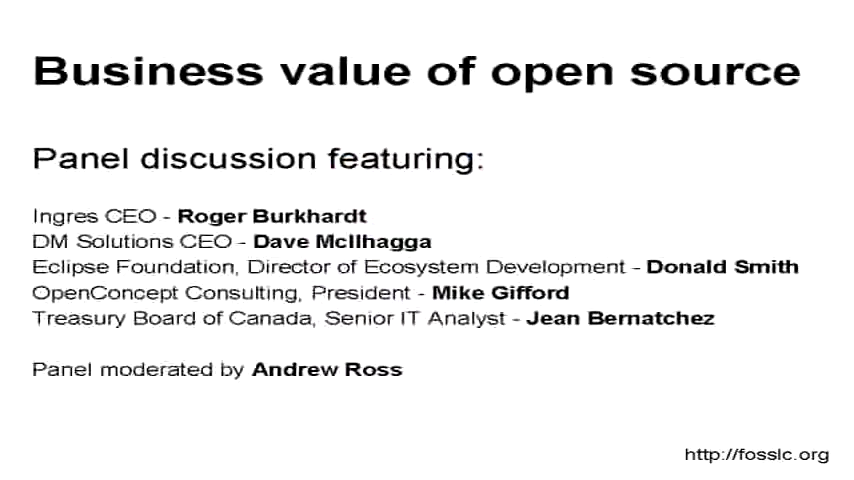 Business value of open source
Panel discussion featuring:
Ingres CEO - Roger Burkhardt
DM Solutions CEO - Dave McIlhagga
Eclipse Foundation, Director of Ecosystem Development - Donald Smith
OpenConcept Consulting, President - Mike Gifford
Treasury Board of Canada, Senior IT Analyst - Jean Bernatchez
Panel moderated by Andrew Ross
http://fosslc.org